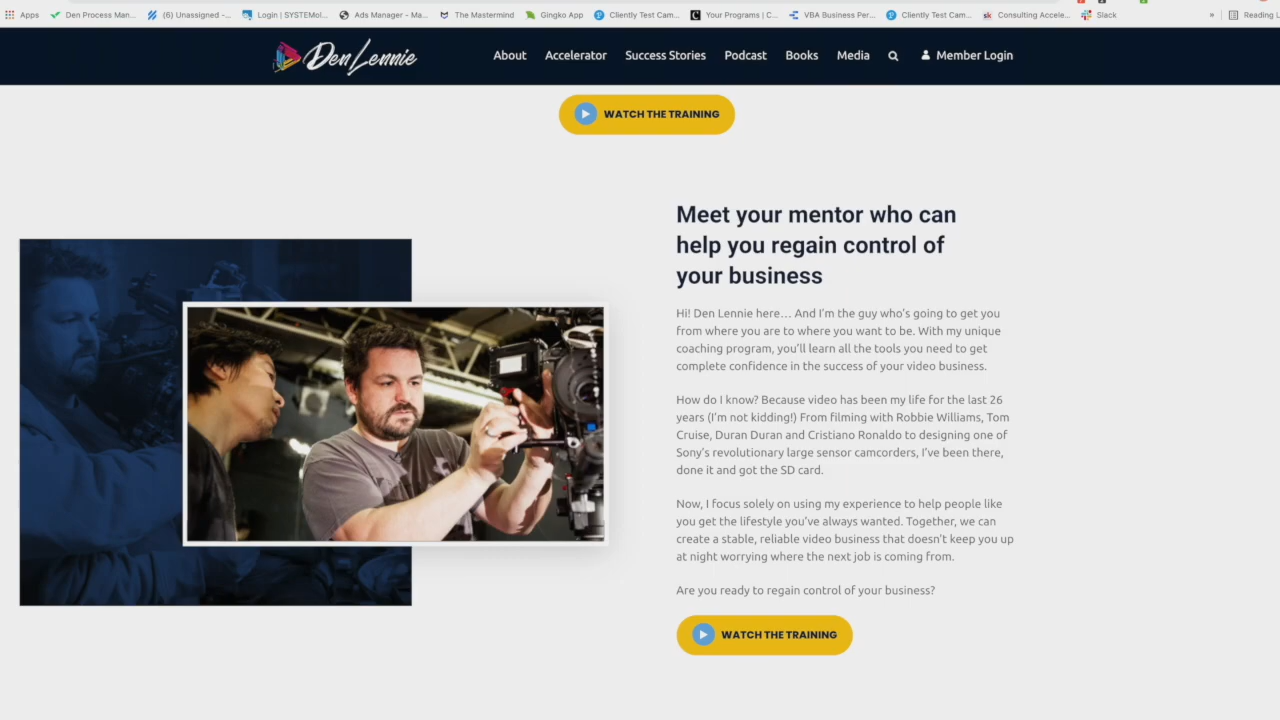 Apps Den Process Man... (6) Unassigned -... Login | SYSTEMol... Ads Manager – Ma... The Mastermind Gingko App Cliently Test Cam... Your Programs | C... VBA Business Per... Cliently Test Cam... Consulting Accele... Slack » Reading L
Den Lennie About Accelerator Success Stories Podcast Books Media Member Login
WATCH THE TRAINING
Meet your mentor who can
help you regain control of
your business
Hi! Den Lennie here… And I'm the guy who's going to get you
from where you are to where you want to be. With my unique
coaching program, you'll learn all the tools you need to get
complete confidence in the success of your video business.
How do I know? Because video has been my life for the last 26
years (I'm not kidding!) From filming with Robbie Williams, Tom
Cruise, Duran Duran and Cristiano Ronaldo to designing one of
Sony's revolutionary large sensor camcorders, I've been there,
done it and got the SD card.
Now, I focus solely on using my experience to help people like
you get the lifestyle you've always wanted. Together, we can
create a stable, reliable video business that doesn't keep you up
at night worrying where the next job is coming from.
Are you ready to regain control of your business?
WATCH THE TRAINING